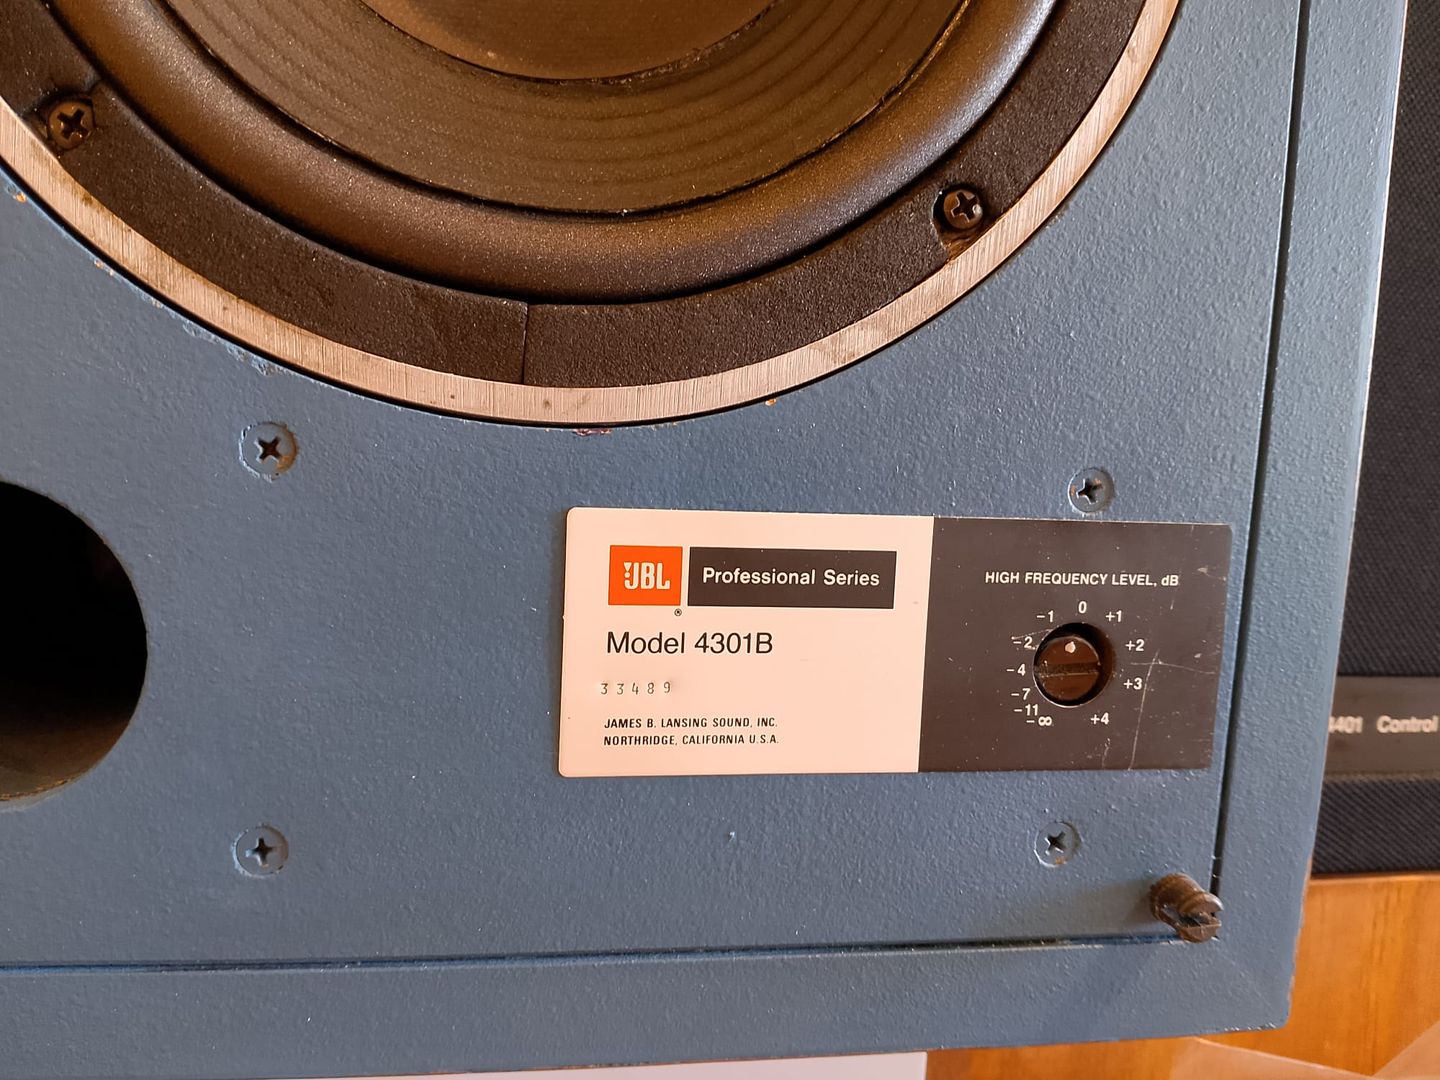 JBL Professional Series
Model 4301B
33489
JAMES B. LANSING SOUND, INC.
NORTHRIDGE, CALIFORNIA U.S.A.
HIGH FREQUENCY LEVEL, dB
0
-1 +1
-2 +2
-4 +3
-7
-11
-∞ +4
4401 Control